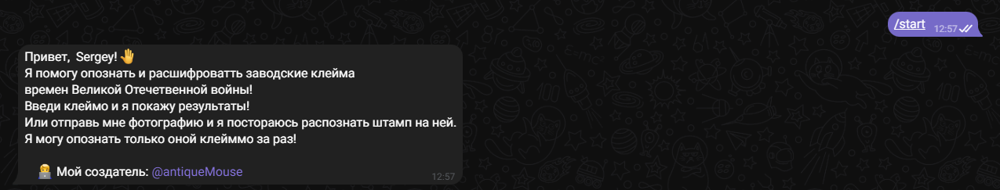 /start 12:57
Привет, Sergey! 🤚
Я помогу опознать и расшифроватть заводские клейма
времен Великой Отечетвенной войны!
Введи клеймо и я покажу результаты!
Или отправь мне фотографию и я постораюсь распознать штамп на ней.
Я могу опознать только оной клейммо за раз!
👨‍💻 Мой создатель: @antiqueMouse
12:57